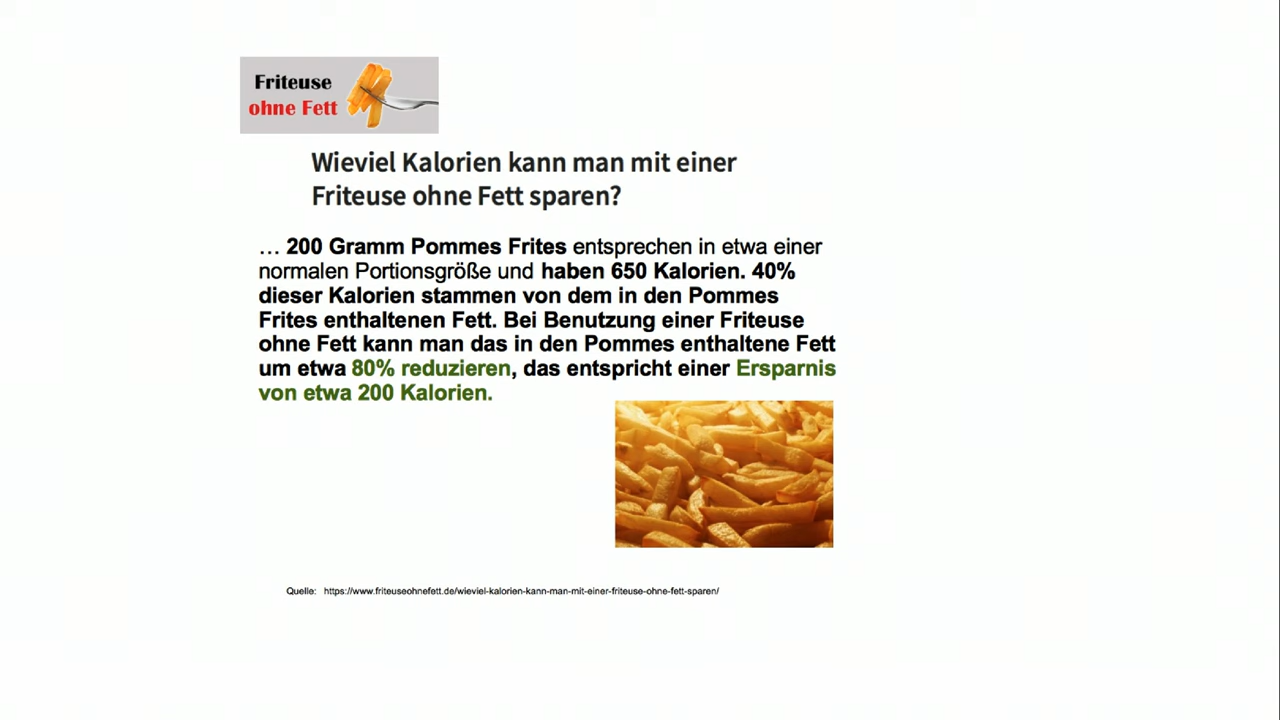 Friteuse
ohne Fett
Wieviel Kalorien kann man mit einer
Friteuse ohne Fett sparen?
… 200 Gramm Pommes Frites entsprechen in etwa einer
normalen Portionsgröße und haben 650 Kalorien. 40%
dieser Kalorien stammen von dem in den Pommes
Frites enthaltenen Fett. Bei Benutzung einer Friteuse
ohne Fett kann man das in den Pommes enthaltene Fett
um etwa 80% reduzieren, das entspricht einer Ersparnis
von etwa 200 Kalorien.
Quelle: https://www.friteuseohnefett.de/wieviel-kalorien-kann-man-mit-einer-friteuse-ohne-fett-sparen/